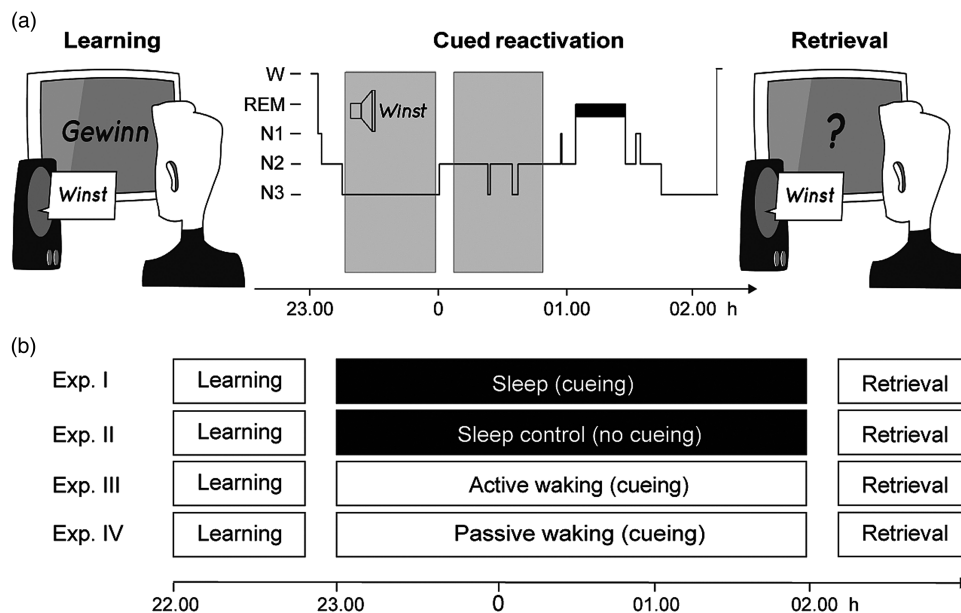 (a)
Learning
Cued reactivation
Retrieval
Gewinn
Winst
W
REM
N1
N2
N3
Winst
23.00 0 01.00 02.00 h
?
Winst
(b)
Exp. I Learning Sleep (cueing) Retrieval
Exp. II Learning Sleep control (no cueing) Retrieval
Exp. III Learning Active waking (cueing) Retrieval
Exp. IV Learning Passive waking (cueing) Retrieval
22.00 23.00 0 01.00 02.00 h